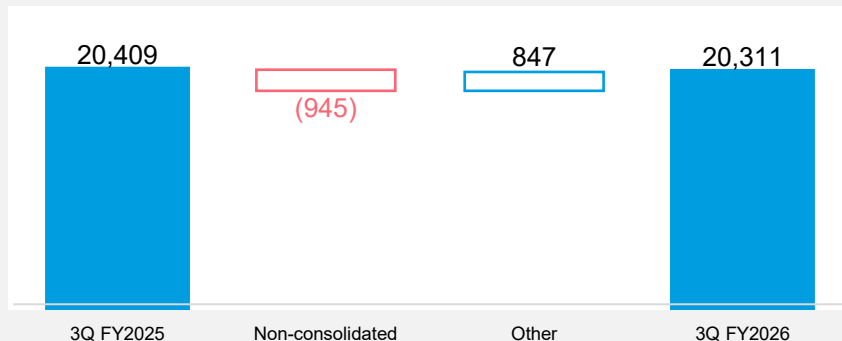 20,409
(945)
847
20,311
3Q FY2025
Non-consolidated
Other
3Q FY2026